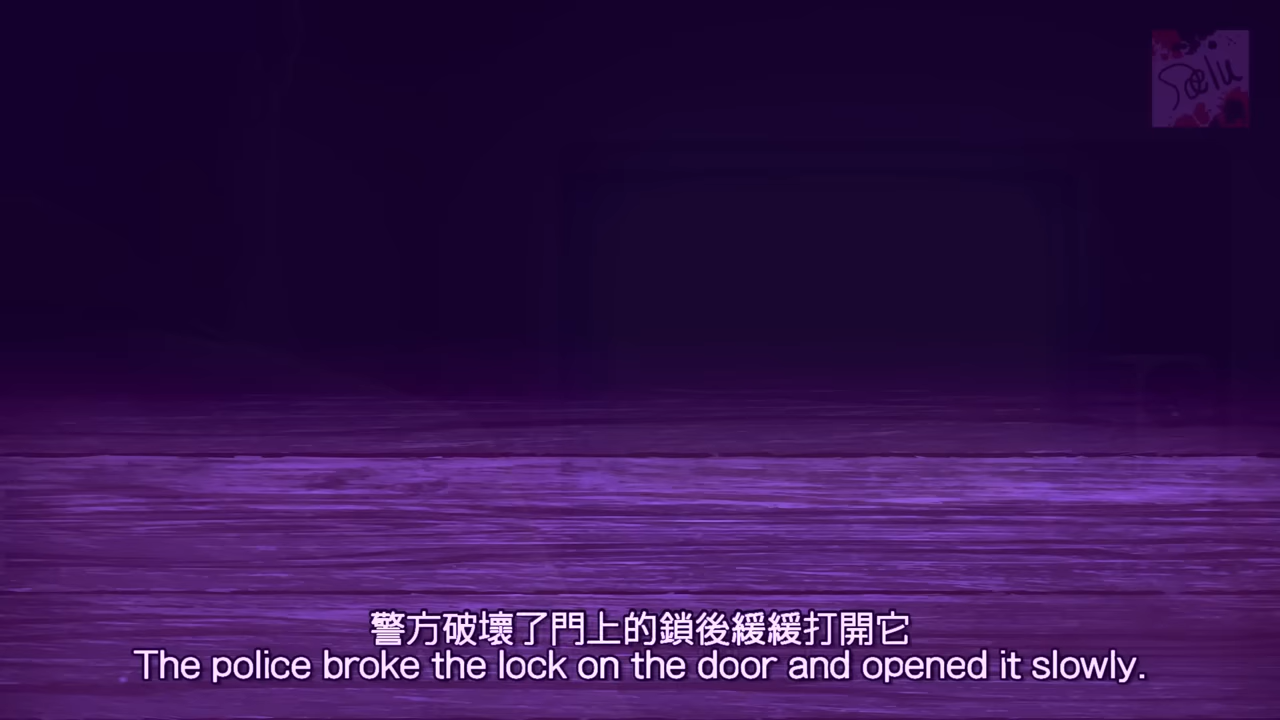 Sœlu
警方破壞了門上的鎖後緩緩打開它
The police broke the lock on the door and opened it slowly.